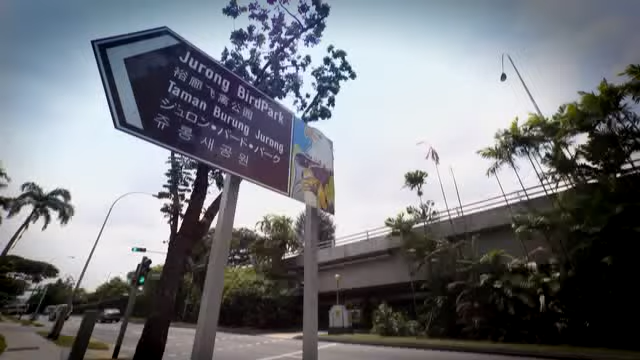 Jurong BirdPark
裕廊飞禽公园
Taman Burung Jurong
ジュロン・バード・パーク
쥬롱새공원